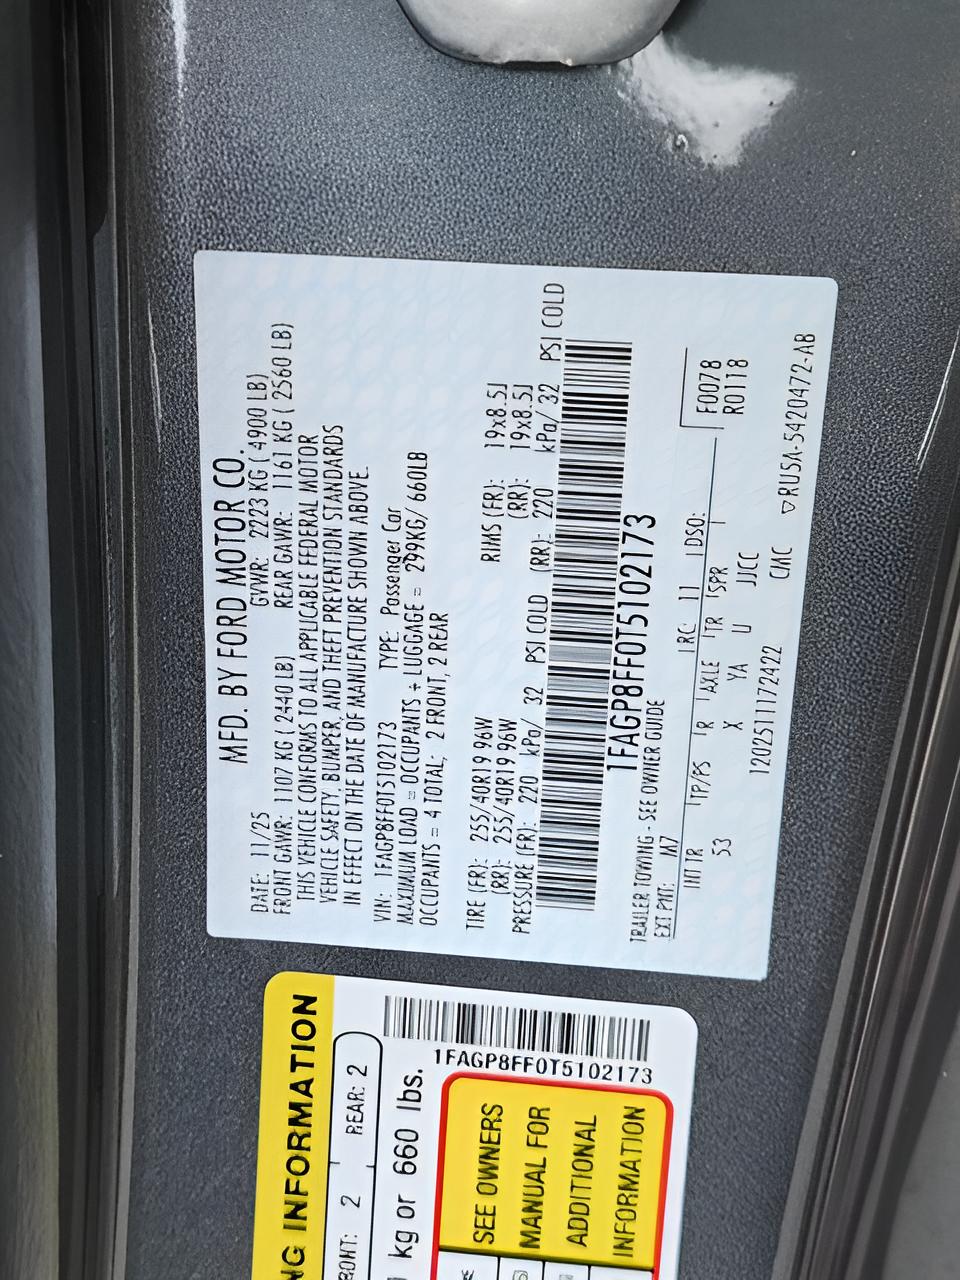 MFD. BY FORD MOTOR CO.
DATE: 11/25 GVWR: 2223 KG ( 4900 LB)
FRONT GAWR: 1107 KG ( 2440 LB) REAR GAWR: 1161 KG ( 2560 LB)
THIS VEHICLE CONFORMS TO ALL APPLICABLE FEDERAL MOTOR
VEHICLE SAFETY, BUMPER, AND THEFT PREVENTION STANDARDS
IN EFFECT ON THE DATE OF MANUFACTURE SHOWN ABOVE.
VIN: 1FAGP8FF0T5102173 TYPE: Passenger Car
MAXIMUM LOAD = OCCUPANTS + LUGGAGE = 299KG/ 660LB
OCCUPANTS = 4 TOTAL; 2 FRONT, 2 REAR
TIRE (FR): 255/40R19 96W RIMS (FR): 19x8.5J
(RR): 255/40R19 96W (RR): 19x8.5J
PRESSURE (FR): 220 kPa/ 32 PSI COLD (RR): 220 kPa/ 32 PSI COLD
1FAGP8FF0T5102173
TRAILER TOWING - SEE OWNER GUIDE
EXT PNT: M7 RC: 11 DSO: F0078
INT TR TP/PS R AXLE TR SPR R0118
53 X YA U JJCC
1202511172422 CMC ▽RUSA-5420472-AB
NG INFORMATION
RONT: 2 REAR: 2
kg or 660 lbs.
1FAGP8FF0T5102173
SEE OWNERS
MANUAL FOR
ADDITIONAL
INFORMATION